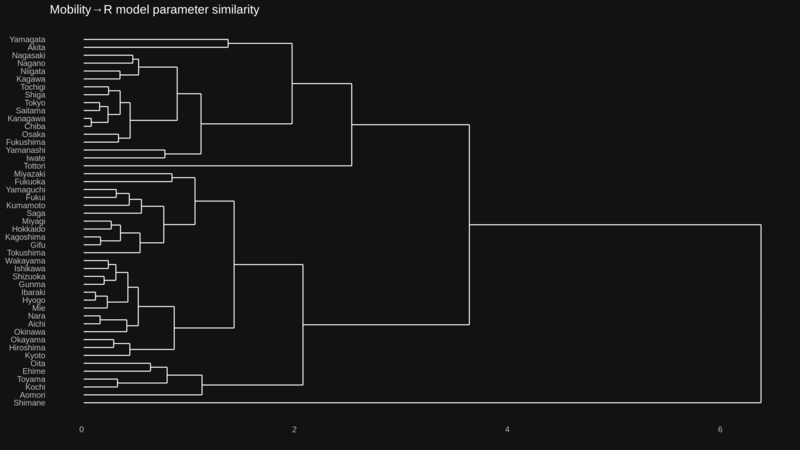 Mobility→R model parameter similarity
Yamagata
Akita
Nagasaki
Nagano
Niigata
Kagawa
Tochigi
Shiga
Tokyo
Saitama
Kanagawa
Chiba
Osaka
Fukushima
Yamanashi
Iwate
Tottori
Miyazaki
Fukuoka
Yamaguchi
Fukui
Kumamoto
Saga
Miyagi
Hokkaido
Kagoshima
Gifu
Tokushima
Wakayama
Ishikawa
Shizuoka
Gunma
Ibaraki
Hyogo
Mie
Nara
Aichi
Okinawa
Okayama
Hiroshima
Kyoto
Oita
Ehime
Toyama
Kochi
Aomori
Shimane
0 2 4 6